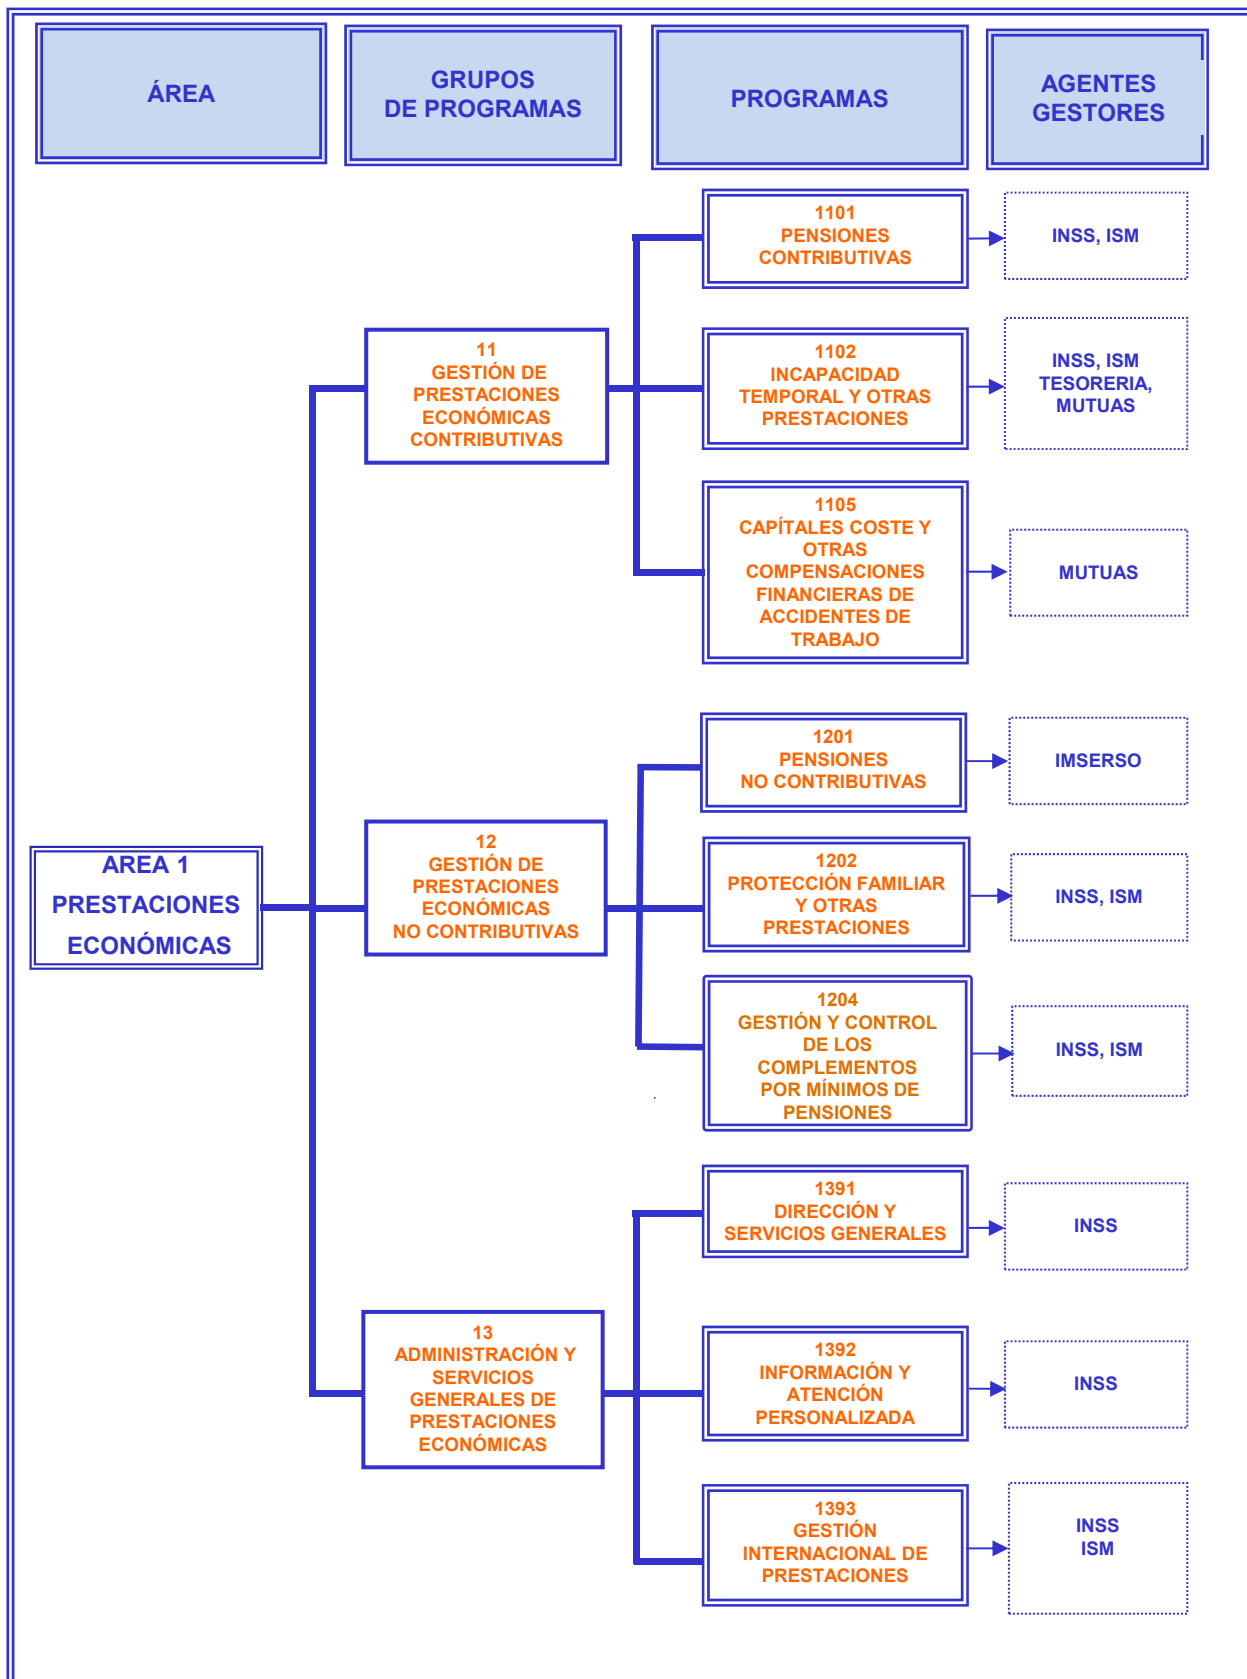 ÁREA
GRUPOS
DE PROGRAMAS
PROGRAMAS
AGENTES
GESTORES
1101
PENSIONES
CONTRIBUTIVAS
INSS, ISM
11
GESTIÓN DE
PRESTACIONES
ECONÓMICAS
CONTRIBUTIVAS
1102
INCAPACIDAD
TEMPORAL Y OTRAS
PRESTACIONES
INSS, ISM
TESORERIA,
MUTUAS
1105
CAPÍTALES COSTE Y
OTRAS
COMPENSACIONES
FINANCIERAS DE
ACCIDENTES DE
TRABAJO
MUTUAS
1201
PENSIONES
NO CONTRIBUTIVAS
IMSERSO
AREA 1
PRESTACIONES
ECONÓMICAS
12
GESTIÓN DE
PRESTACIONES
ECONÓMICAS
NO CONTRIBUTIVAS
1202
PROTECCIÓN FAMILIAR
Y OTRAS
PRESTACIONES
INSS, ISM
1204
GESTIÓN Y CONTROL
DE LOS
COMPLEMENTOS
POR MÍNIMOS DE
PENSIONES
INSS, ISM
1391
DIRECCIÓN Y
SERVICIOS GENERALES
INSS
13
ADMINISTRACIÓN Y
SERVICIOS
GENERALES DE
PRESTACIONES
ECONÓMICAS
1392
INFORMACIÓN Y
ATENCIÓN
PERSONALIZADA
INSS
1393
GESTIÓN
INTERNACIONAL DE
PRESTACIONES
INSS
ISM